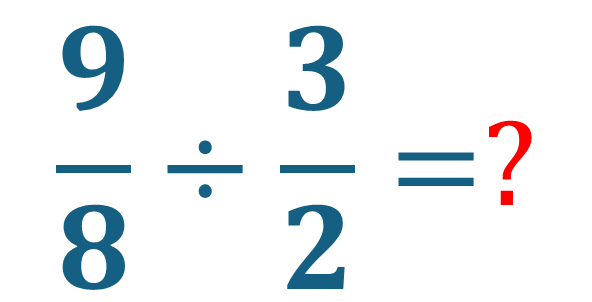 9/8 ÷ 3/2 = ?